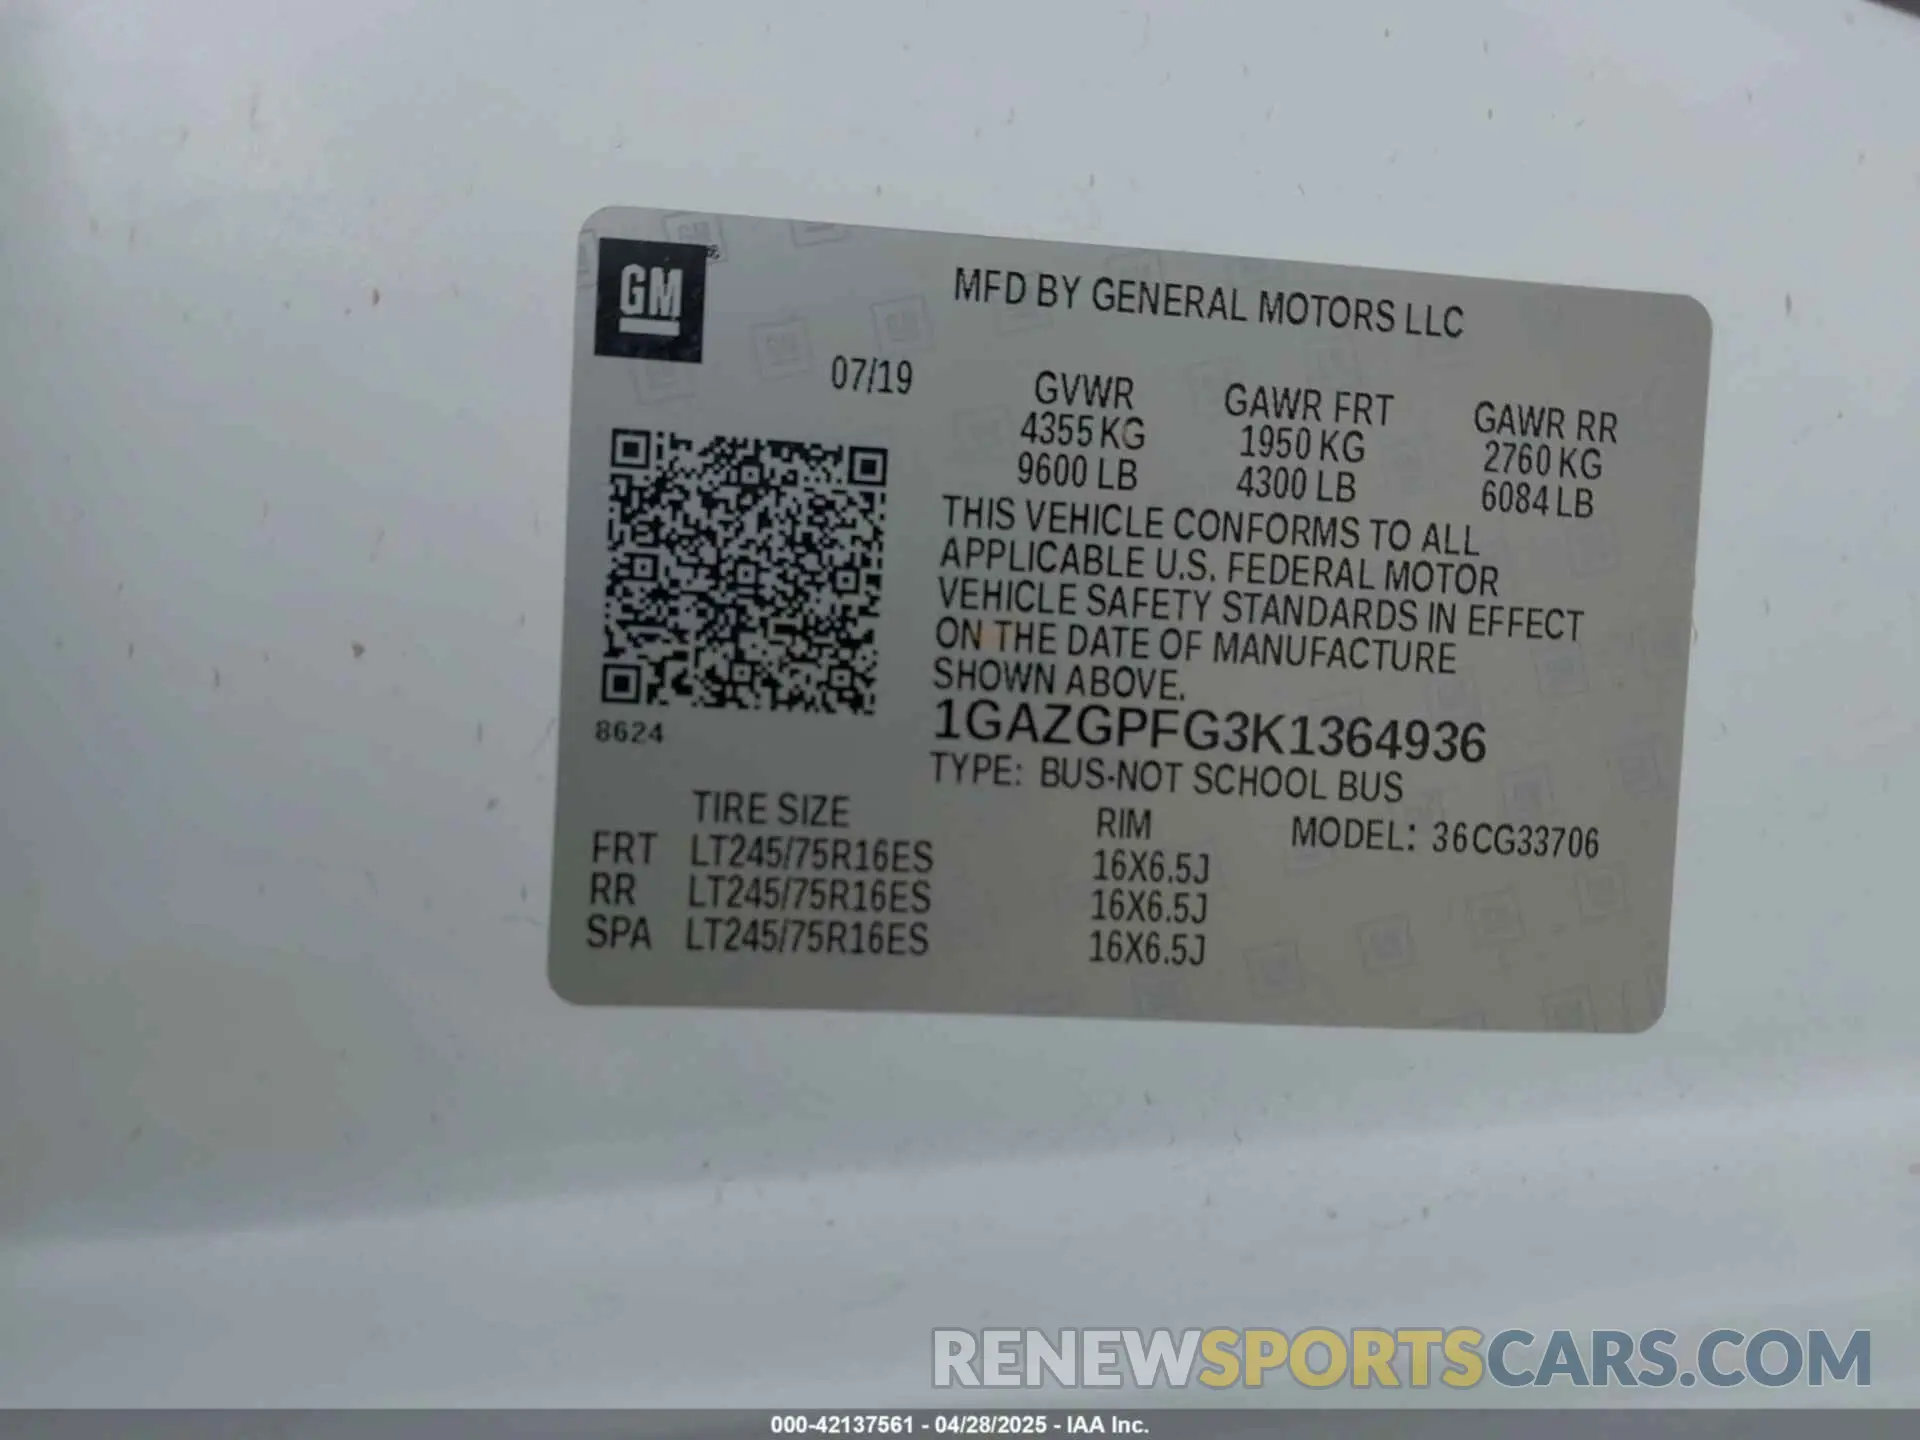 GM
MFD BY GENERAL MOTORS LLC
07/19
GVWR GAWR FRT GAWR RR
4355 KG 1950 KG 2760 KG
9600 LB 4300 LB 6084 LB
THIS VEHICLE CONFORMS TO ALL
APPLICABLE U.S. FEDERAL MOTOR
VEHICLE SAFETY STANDARDS IN EFFECT
ON THE DATE OF MANUFACTURE
SHOWN ABOVE.
1GAZGPFG3K1364936
8624
TYPE: BUS-NOT SCHOOL BUS
TIRE SIZE RIM MODEL: 36CG33706
FRT LT245/75R16ES 16X6.5J
RR LT245/75R16ES 16X6.5J
SPA LT245/75R16ES 16X6.5J
RENEWSPORTSCARS.COM
000-42137561 - 04/28/2025 - IAA Inc.